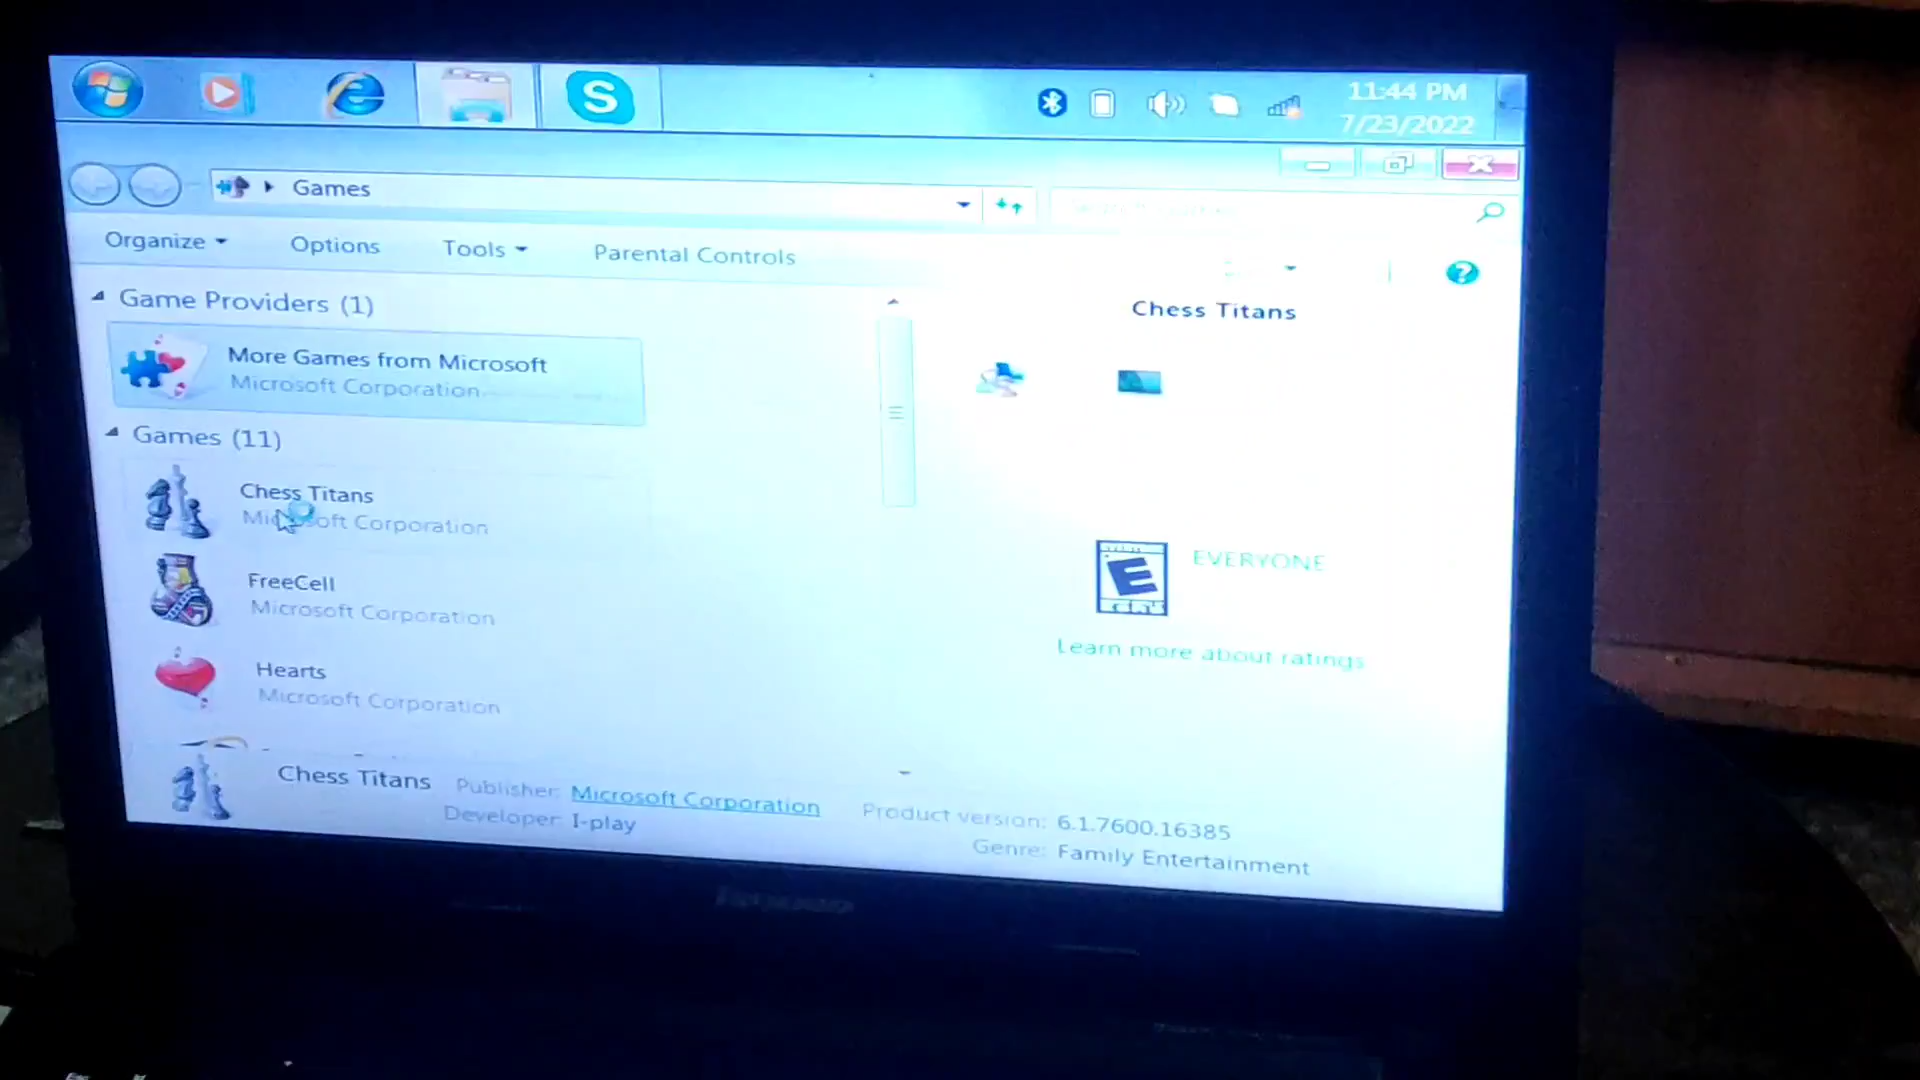 11:44 PM
7/23/2022
Games
Organize
Options
Tools
Parental Controls
Game Providers (1)
More Games from Microsoft
Microsoft Corporation
Games (11)
Chess Titans
Microsoft Corporation
FreeCell
Microsoft Corporation
Hearts
Microsoft Corporation
Chess Titans
E
EVERYONE
Learn more about ratings
Chess Titans
Publisher: Microsoft Corporation
Developer: I-play
Product version: 6.1.7600.16385
Genre: Family Entertainment